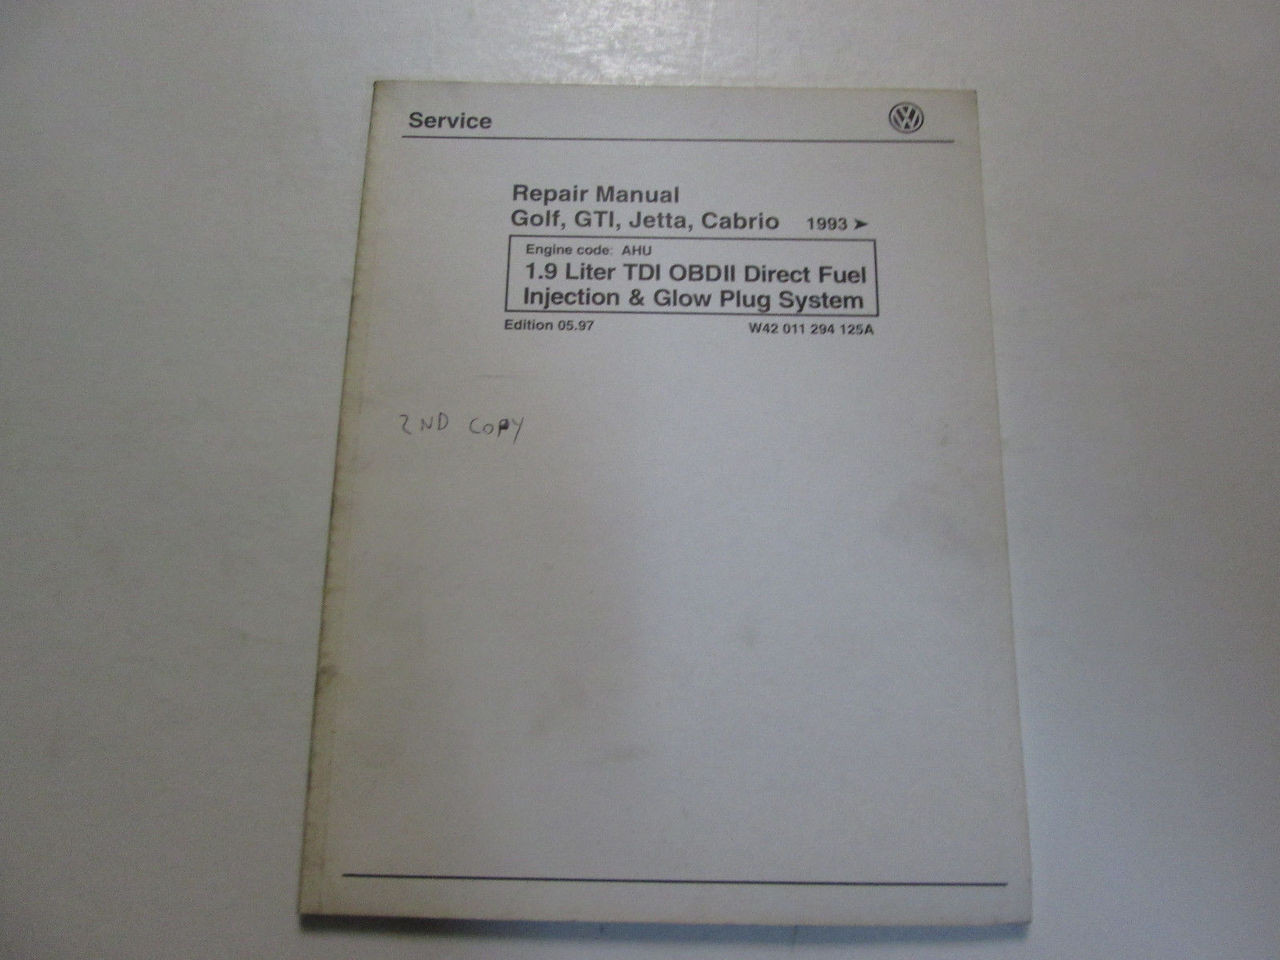 Service
Repair Manual
Golf, GTI, Jetta, Cabrio 1993 ➤
Engine code: AHU
1.9 Liter TDI OBDII Direct Fuel
Injection & Glow Plug System
Edition 05.97 W42 011 294 125A
2ND COPY